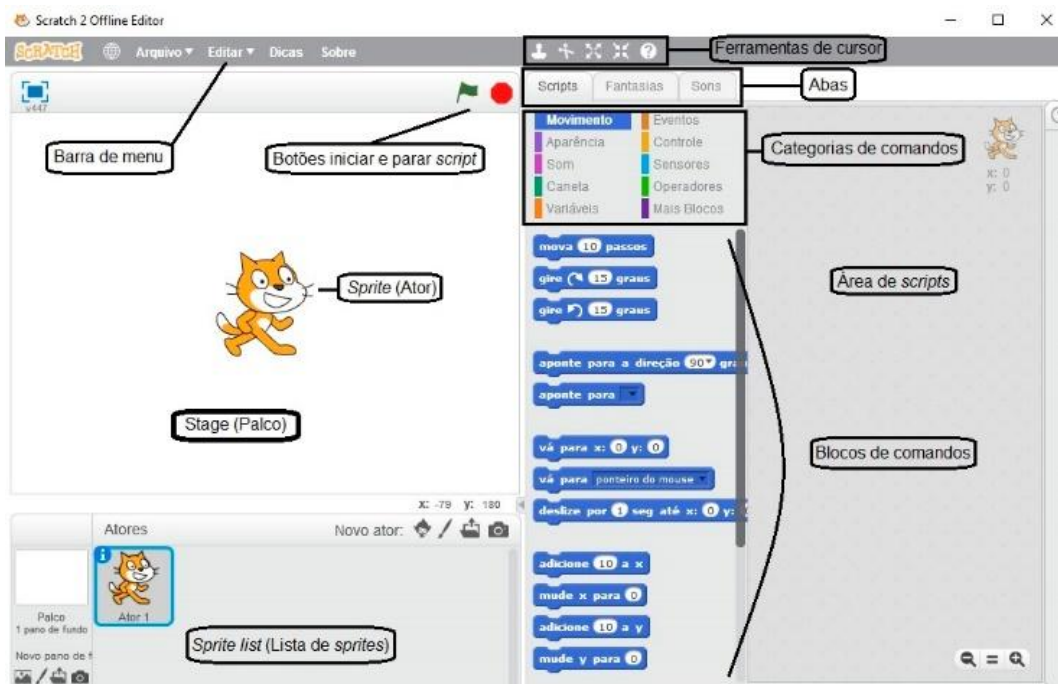 Scratch 2 Offline Editor
SCRATCH Arquivo Editar Dicas Sobre
Ferramentas de cursor
v447
Scripts Fantasias Sons
Abas
Barra de menu
Botões iniciar e parar script
Movimento Eventos
Aparência Controle
Som Sensores
Caneta Operadores
Variáveis Mais Blocos
Categorias de comandos
x: 0
y: 0
mova 10 passos
gire 15 graus
gire 15 graus
Sprite (Ator)
Área de scripts
aponte para a direção 90 grau
aponte para
Stage (Palco)
vá para x: 0 y: 0
vá para ponteiro do mouse
deslize por 1 seg até x: 0 y:
Blocos de comandos
x: -79 y: 180
Atores Novo ator:
adicione 10 a x
mude x para 0
adicione 10 a y
mude y para 0
Palco
1 pano de fundo
Ator 1
Novo pano de f
Sprite list (Lista de sprites)